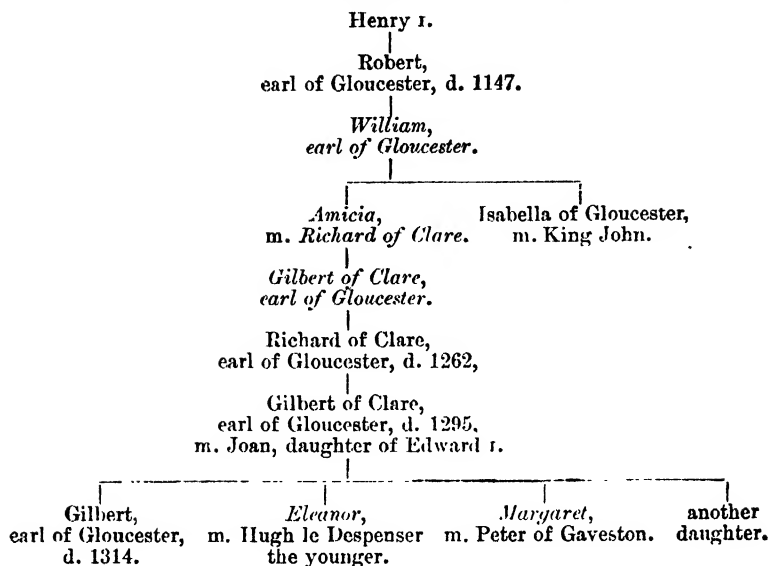 Henry I.
Robert,
earl of Gloucester, d. 1147.
William,
earl of Gloucester.
Amicia,
m. Richard of Clare.
Isabella of Gloucester,
m. King John.
Gilbert of Clare,
earl of Gloucester.
Richard of Clare,
earl of Gloucester, d. 1262,
Gilbert of Clare,
earl of Gloucester, d. 1295,
m. Joan, daughter of Edward I.
Gilbert,
earl of Gloucester,
d. 1314.
Eleanor,
m. Hugh le Despenser
the younger.
Margaret,
m. Peter of Gaveston.
another
daughter.